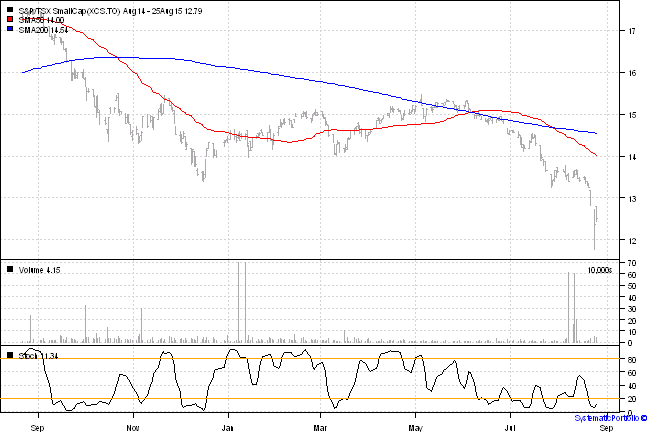 S&P/TSX SmallCap(XCS.TO) Aug14 - 25Aug15 12.79
SMA50 14.00
SMA200 14.54
17
16
15
14
13
12
Volume 4.15
10,000s
70
60
50
40
30
20
10
0
Stoch 11.34
80
60
40
20
0
Sep Nov Jan Mar May Jul Sep
SystematicPortfolio ©